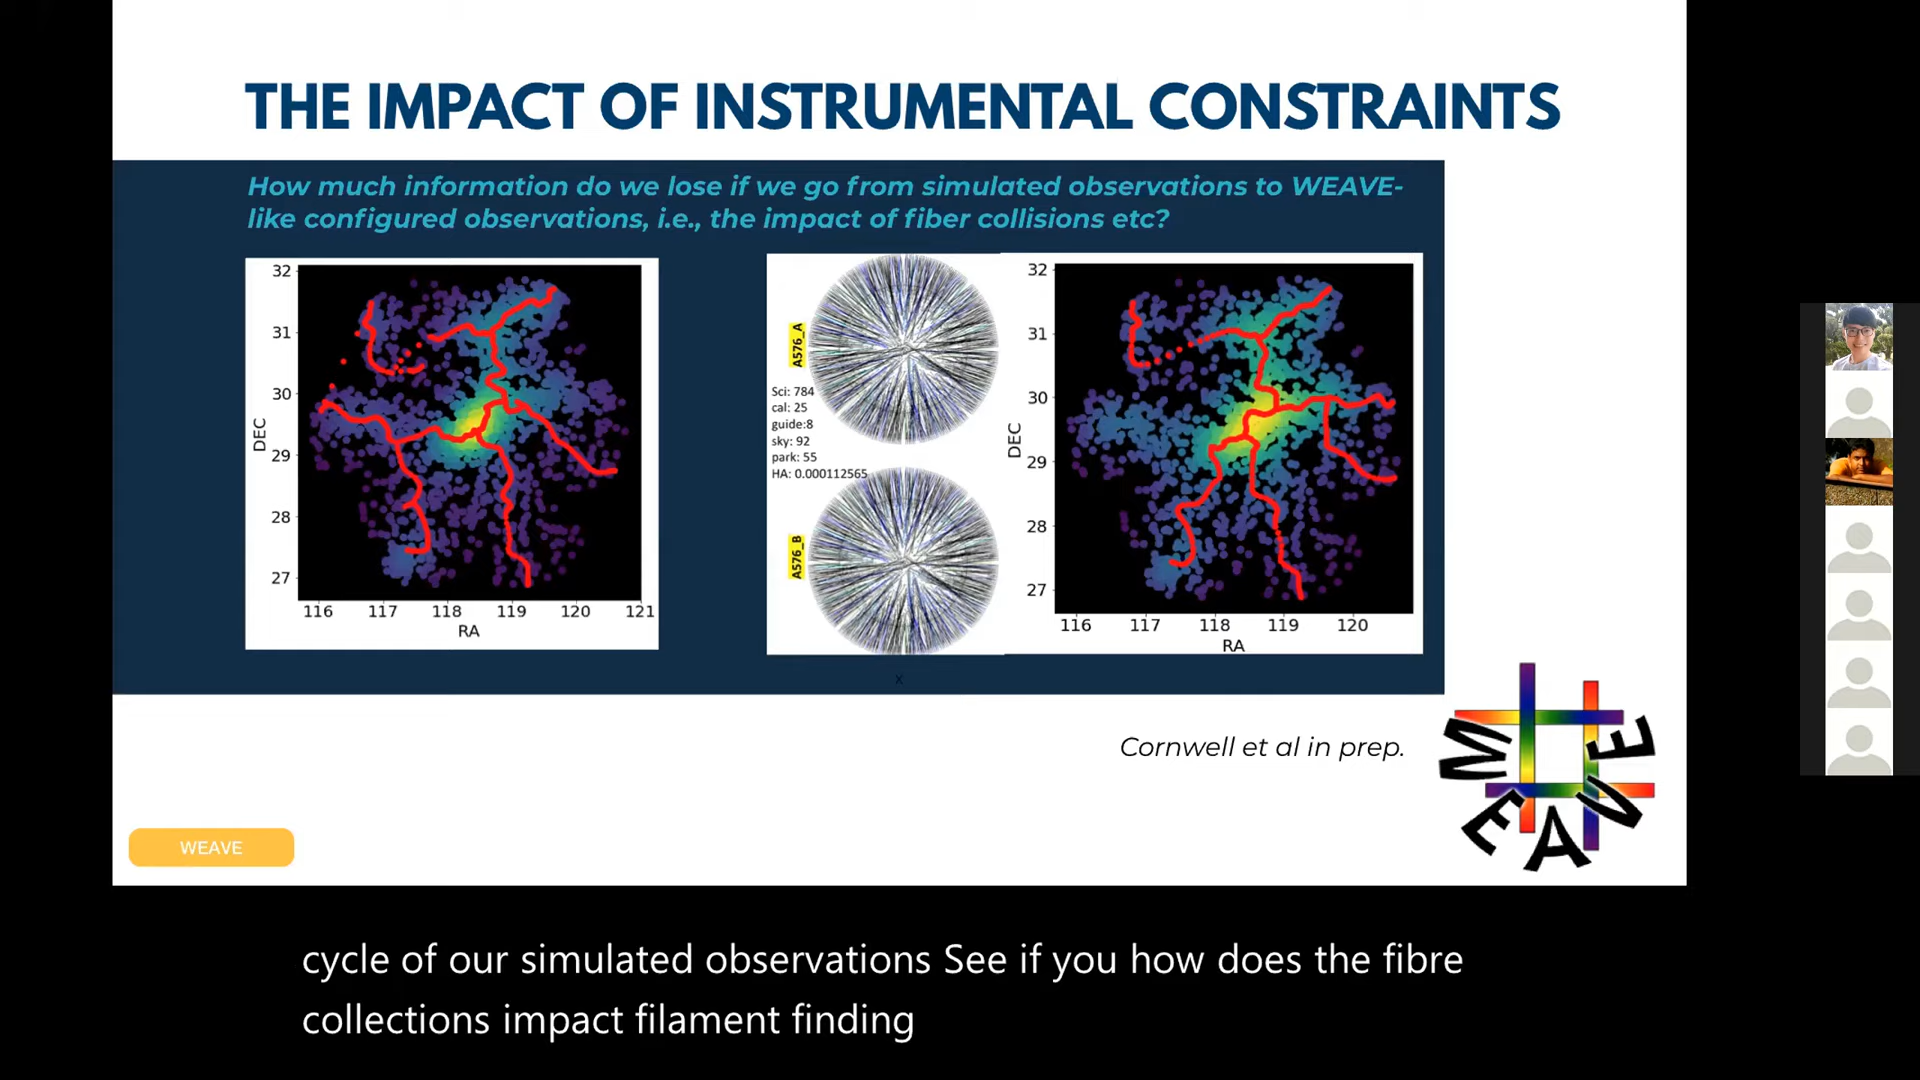 THE IMPACT OF INSTRUMENTAL CONSTRAINTS
How much information do we lose if we go from simulated observations to WEAVE-
like configured observations, i.e., the impact of fiber collisions etc?
32
31
30
29
28
27
DEC
116 117 118 119 120 121
RA
A576_A
Sci: 784
cal: 25
guide:8
sky: 92
park: 55
HA: 0.000112565
A576_B
x
32
31
30
29
28
27
DEC
116 117 118 119 120
RA
Cornwell et al in prep.
WEAVE
WEAVE
cycle of our simulated observations See if you how does the fibre
collections impact filament finding